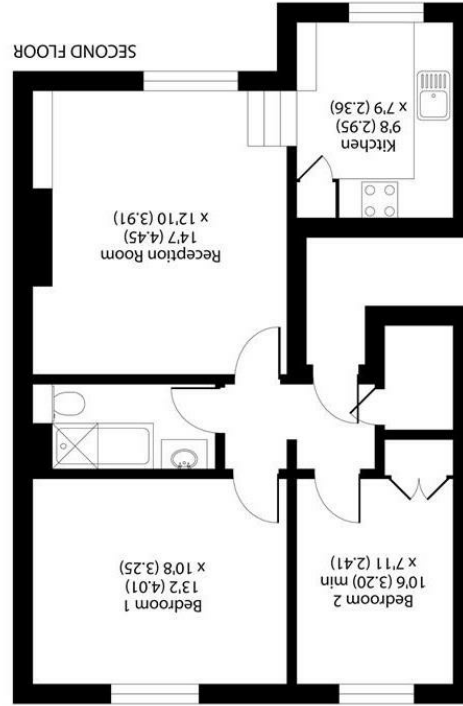 Bedroom 2
10'6 (3.20) min
x 7'11 (2.41)
Bedroom 1
13'2 (4.01)
x 10'8 (3.25)
Reception Room
14'7 (4.45)
x 12'10 (3.91)
Kitchen
9'8 (2.95)
x 7'9 (2.36)
SECOND FLOOR